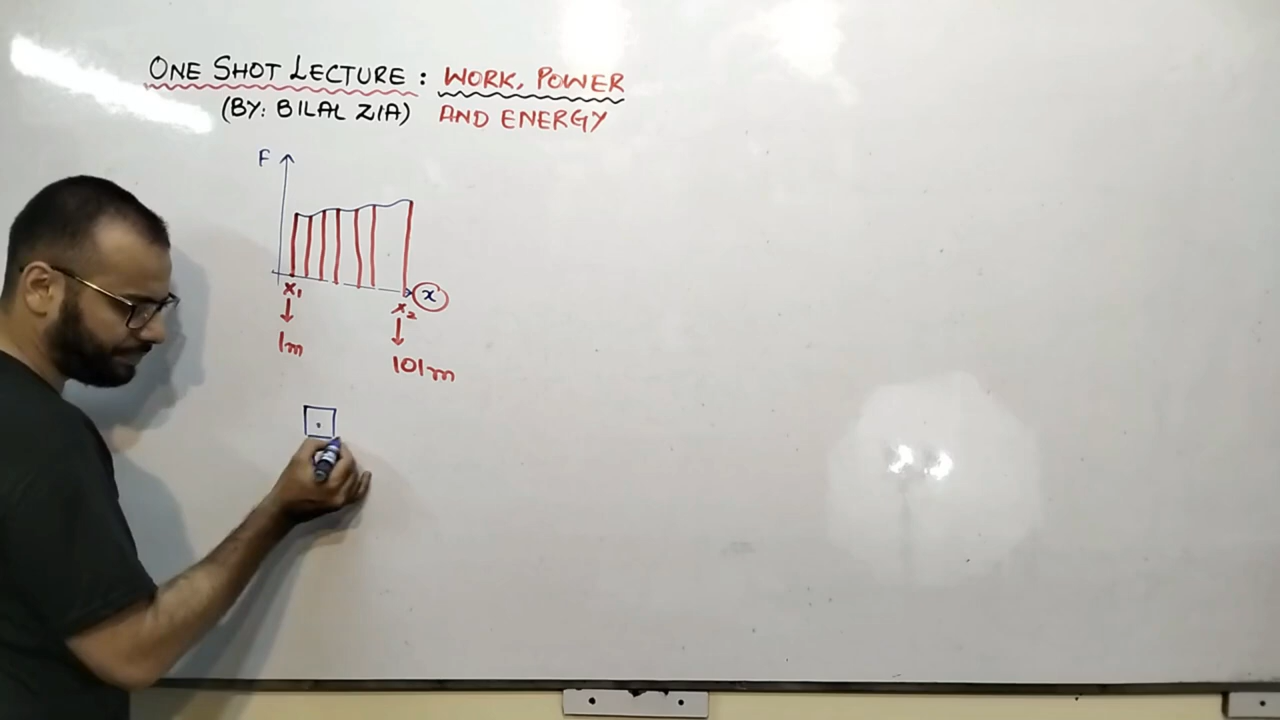 ONE SHOT LECTURE : WORK, POWER
(BY: BILAL ZIA) AND ENERGY
F
x₁ x₂ x
1m 101m